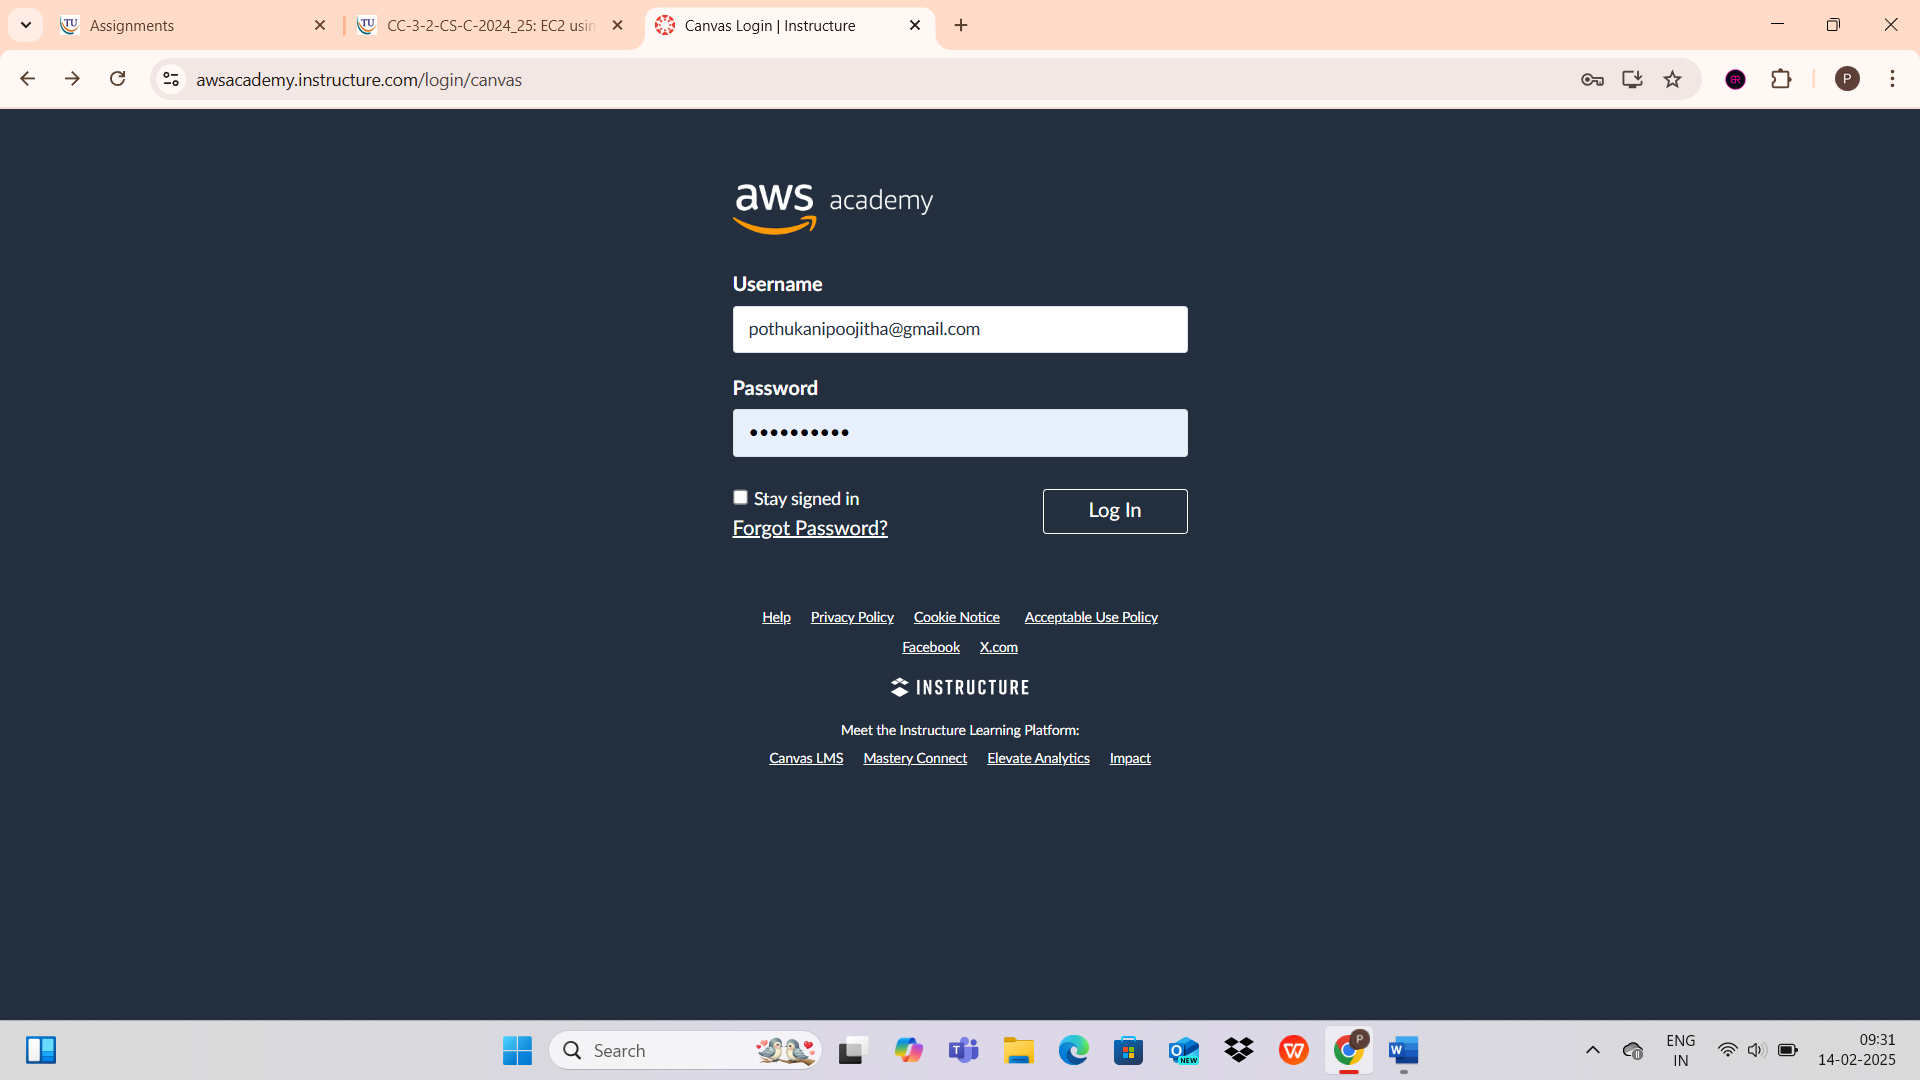 Assignments
CC-3-2-CS-C-2024_25: EC2 usin
Canvas Login | Instructure
awsacademy.instructure.com/login/canvas
P
aws academy
Username
pothukanipoojitha@gmail.com
Password
Stay signed in
Log In
Forgot Password?
Help Privacy Policy Cookie Notice Acceptable Use Policy
Facebook X.com
INSTRUCTURE
Meet the Instructure Learning Platform:
Canvas LMS Mastery Connect Elevate Analytics Impact
Search
NEW
P
ENG
IN
09:31
14-02-2025